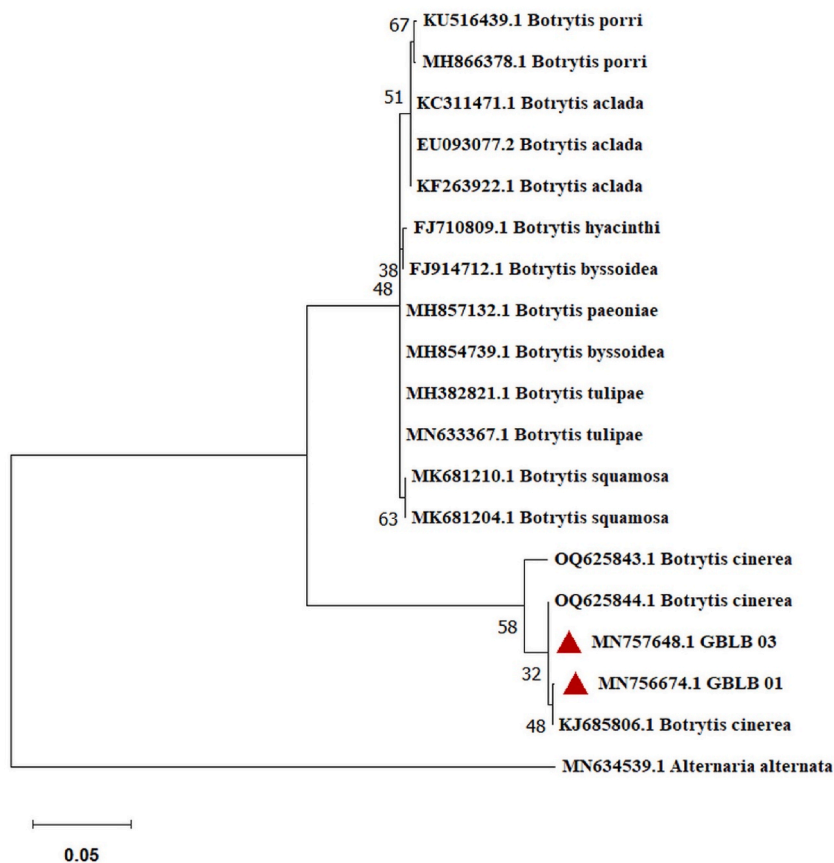 67
KU516439.1 Botrytis porri
MH866378.1 Botrytis porri
51
KC311471.1 Botrytis aclada
EU093077.2 Botrytis aclada
KF263922.1 Botrytis aclada
FJ710809.1 Botrytis hyacinthi
38
FJ914712.1 Botrytis byssoidea
48
MH857132.1 Botrytis paeoniae
MH854739.1 Botrytis byssoidea
MH382821.1 Botrytis tulipae
MN633367.1 Botrytis tulipae
MK681210.1 Botrytis squamosa
63
MK681204.1 Botrytis squamosa
OQ625843.1 Botrytis cinerea
OQ625844.1 Botrytis cinerea
58
MN757648.1 GBLB 03
32
MN756674.1 GBLB 01
48
KJ685806.1 Botrytis cinerea
MN634539.1 Alternaria alternata
0.05